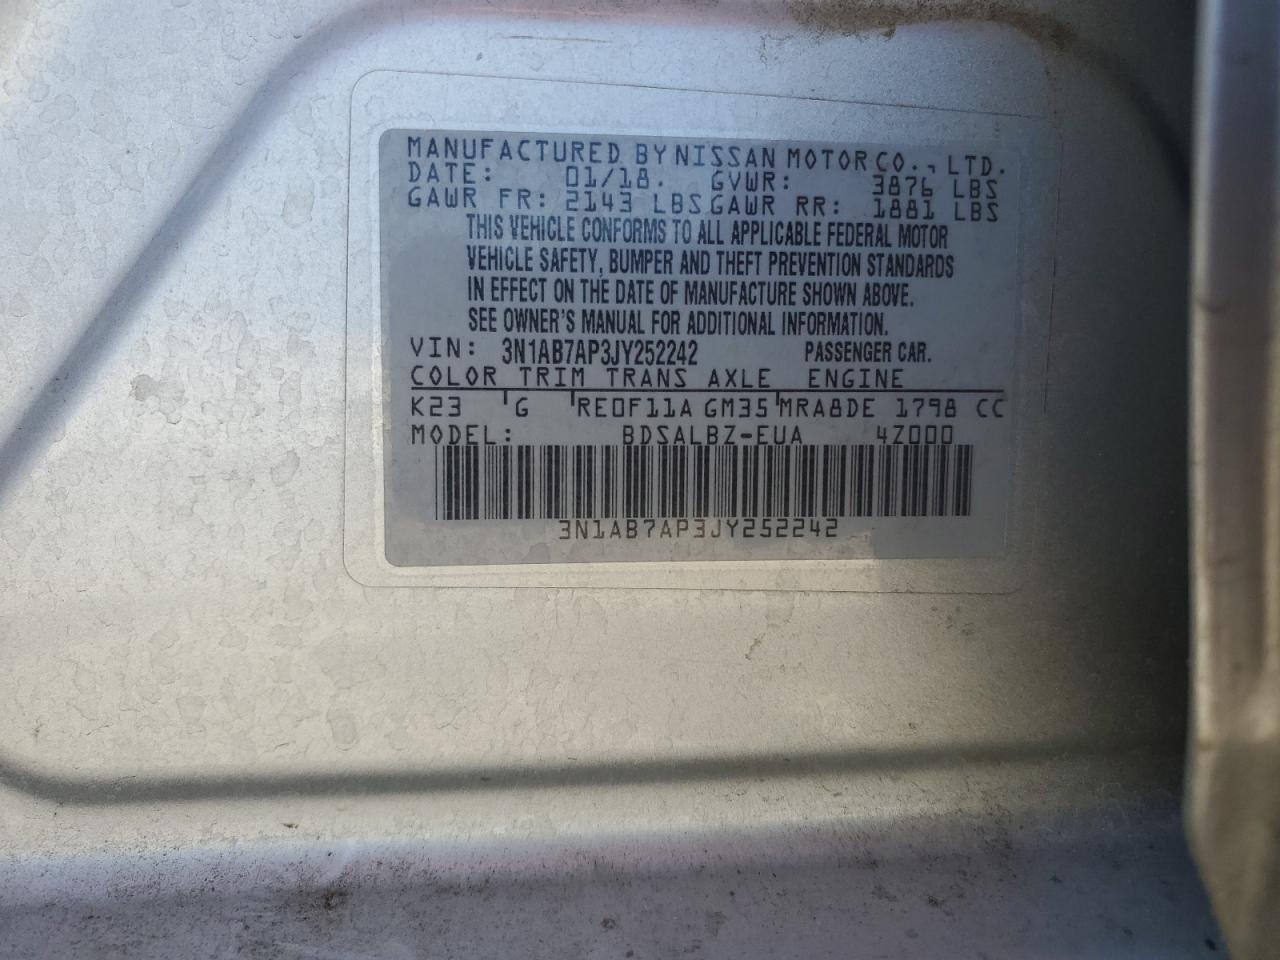 MANUFACTURED BY NISSAN MOTOR CO., LTD.
DATE: 01/18. GVWR: 3876 LBS
GAWR FR: 2143 LBS GAWR RR: 1881 LBS
THIS VEHICLE CONFORMS TO ALL APPLICABLE FEDERAL MOTOR
VEHICLE SAFETY, BUMPER AND THEFT PREVENTION STANDARDS
IN EFFECT ON THE DATE OF MANUFACTURE SHOWN ABOVE.
SEE OWNER'S MANUAL FOR ADDITIONAL INFORMATION.
VIN: 3N1AB7AP3JY252242 PASSENGER CAR.
COLOR TRIM TRANS AXLE ENGINE
K23 'G 'RE0F11A GM35 'MRA8DE 1798 CC
MODEL: BDSALBZ-EUA 4Z000
3N1AB7AP3JY252242